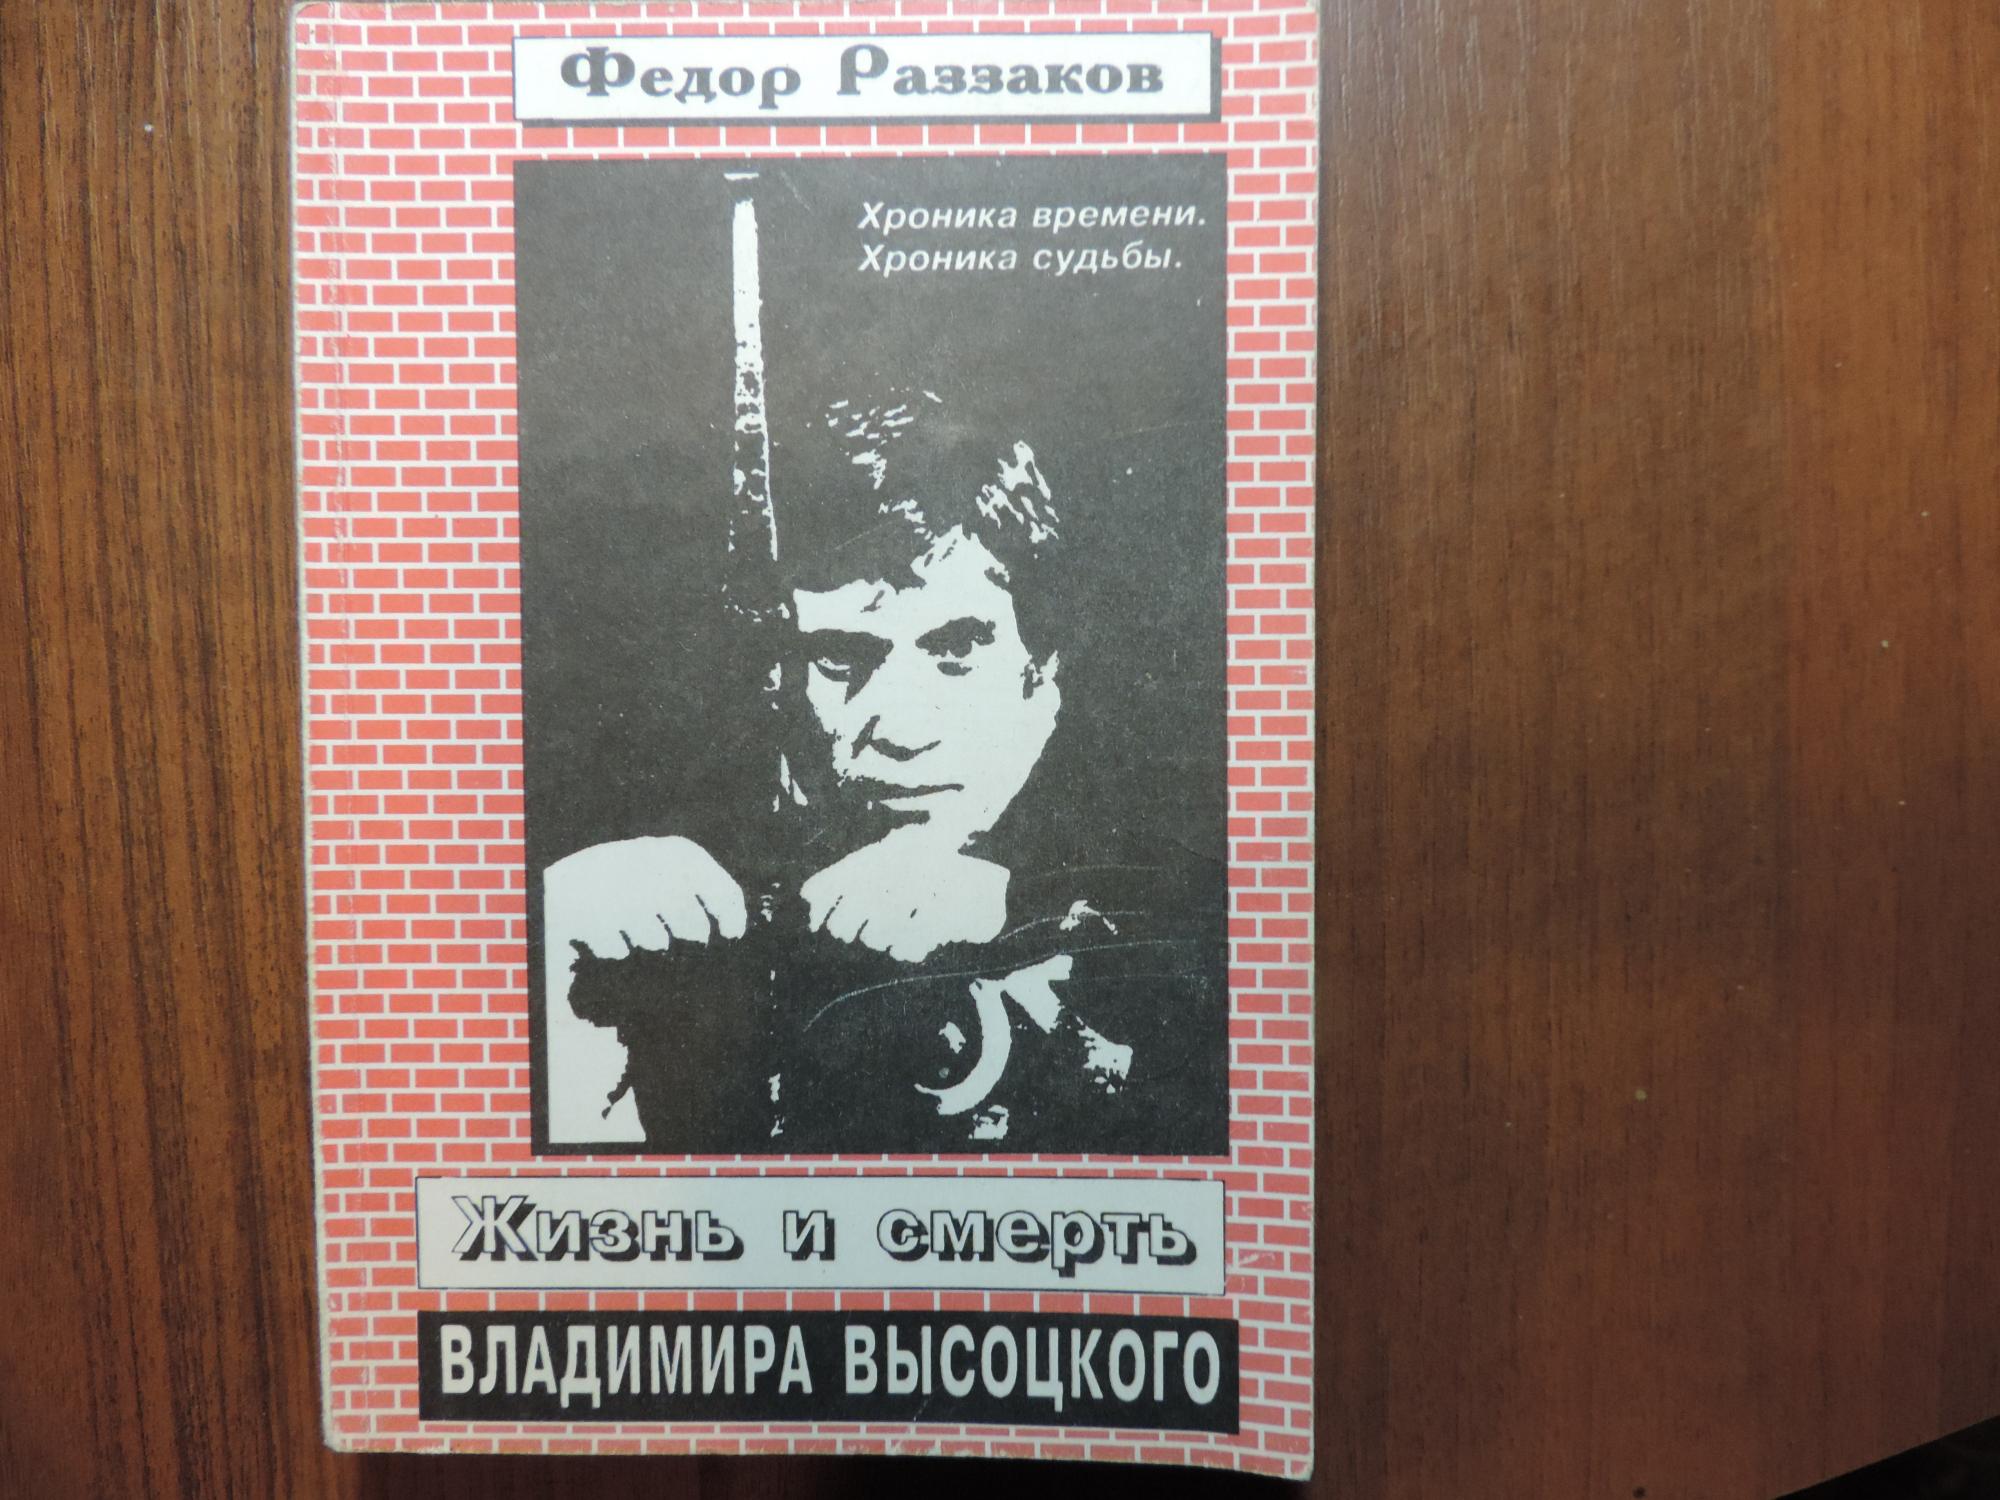 Федор Раззаков
Хроника времени.
Хроника судьбы.
Жизнь и смерть
ВЛАДИМИРА ВЫСОЦКОГО